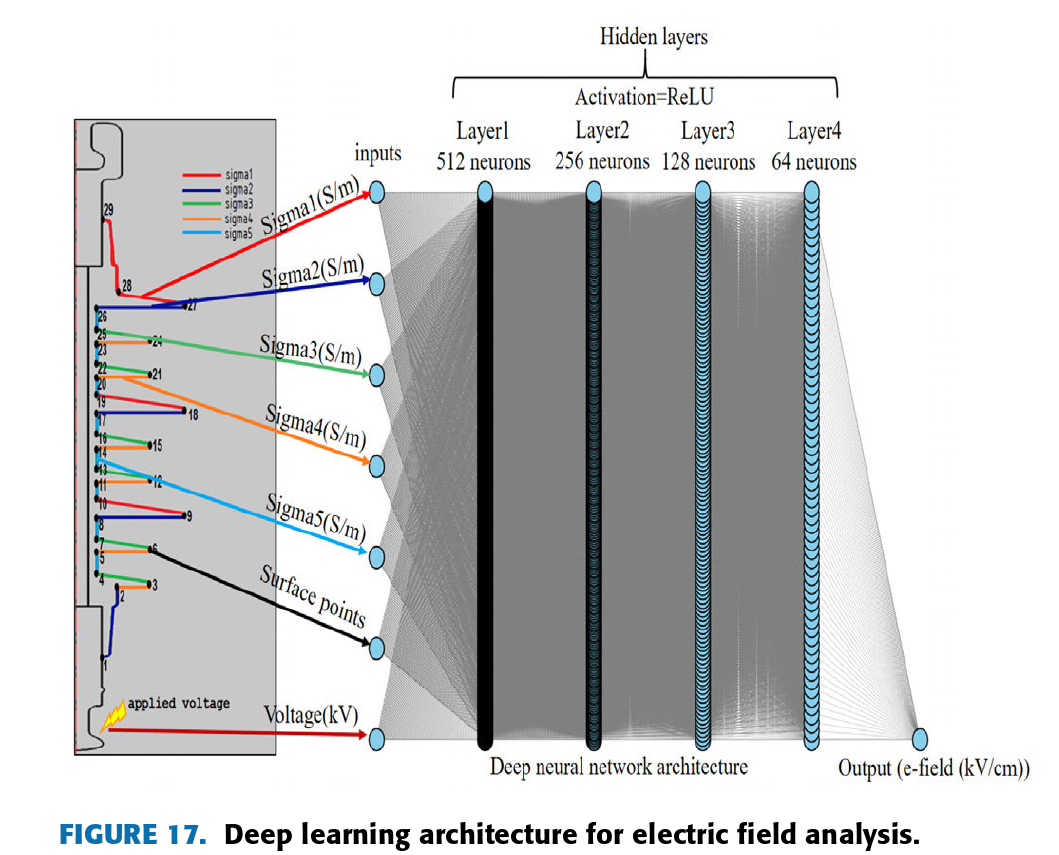 Hidden layers
Activation=ReLU
inputs
Layer1
512 neurons
Layer2
256 neurons
Layer3
128 neurons
Layer4
64 neurons
sigma1
sigma2
sigma3
sigma4
sigma5
29
28
27
26
25
24
23
22
21
20
19
18
17
16
15
14
13
12
11
10
9
8
7
6
5
4
3
2
1
applied voltage
Sigma1(S/m)
Sigma2(S/m)
Sigma3(S/m)
Sigma4(S/m)
Sigma5(S/m)
Surface points
Voltage(kV)
Deep neural network architecture
Output (e-field (kV/cm))
FIGURE 17. Deep learning architecture for electric field analysis.